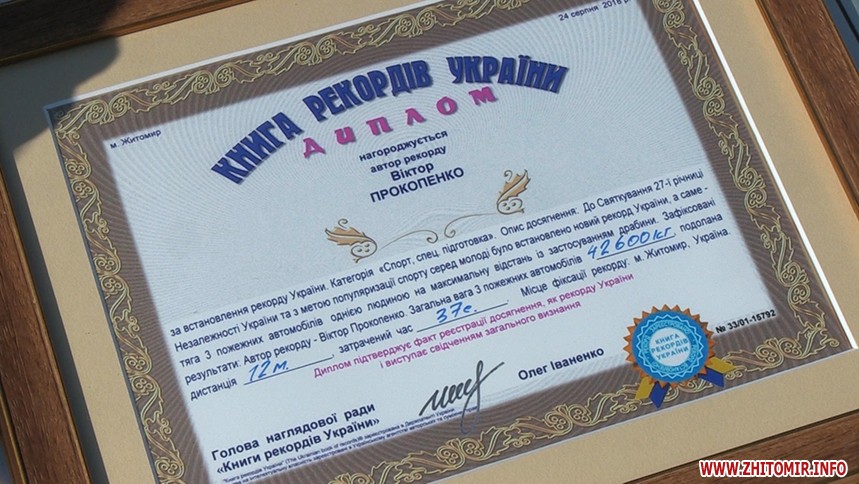 24 серпня 2018 р.
м. Житомир
КНИГА РЕКОРДІВ УКРАЇНИ
ДИПЛОМ
нагороджується
автор рекорду
Віктор
ПРОКОПЕНКО
за встановлення рекорду України. Категорія «Спорт, спец. підготовка». Опис досягнення: До Святкування 27-ї річниці
Незалежності України та з метою популяризації спорту серед молоді було встановлено новий рекорд України, а саме -
тяга 3 пожежних автомобілів однією людиною на максимальну відстань із застосуванням драбини. Зафіксовані
результати: Автор рекорду - Віктор Прокопенко. Загальна вага 3 пожежних автомобілів 42600кг, подолана
дистанція 12м., затрачений час 37с. Місце фіксації рекорду: м. Житомир, Україна.
Диплом підтверджує факт реєстрації досягнення, як рекорду України
і виступає свідченням загального визнання
Голова наглядової ради
«Книги рекордів України»
Олег Іваненко
КНИГА
РЕКОРДІВ
УКРАЇНИ
№ 33/01-15792
WWW.ZHITOMIR.INFO